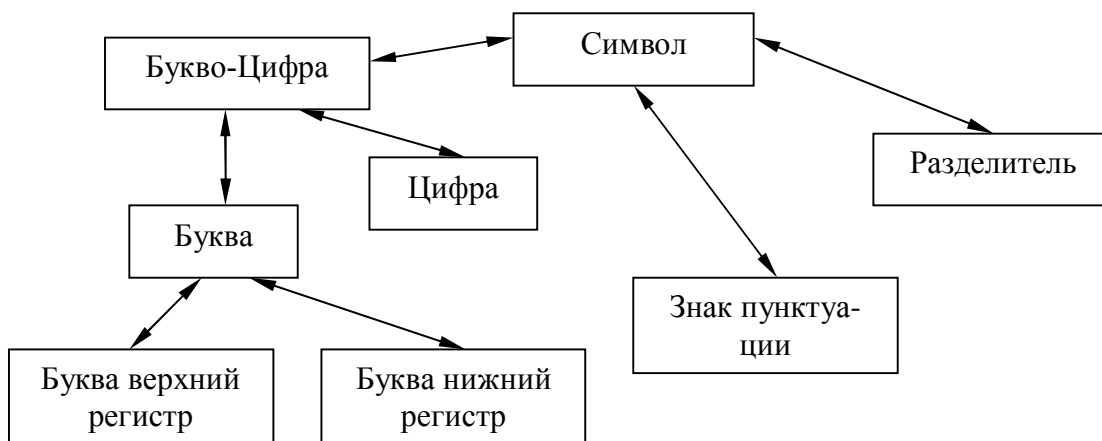 Символ
Букво-Цифра
Разделитель
Цифра
Буква
Знак пунктуа-
ции
Буква верхний
регистр
Буква нижний
регистр